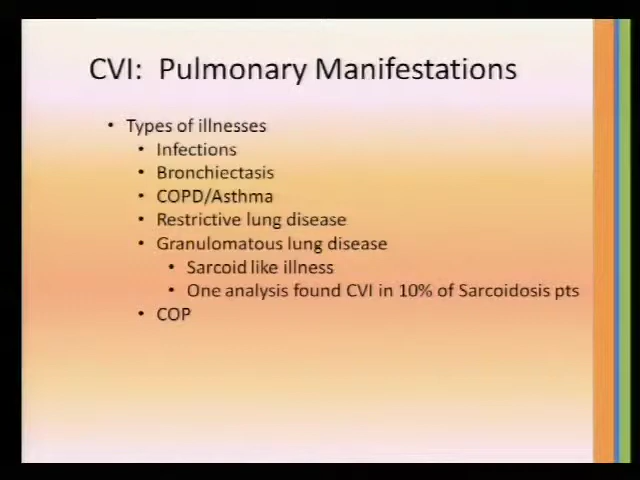 CVI: Pulmonary Manifestations
• Types of illnesses
• Infections
• Bronchiectasis
• COPD/Asthma
• Restrictive lung disease
• Granulomatous lung disease
• Sarcoid like illness
• One analysis found CVI in 10% of Sarcoidosis pts
• COP